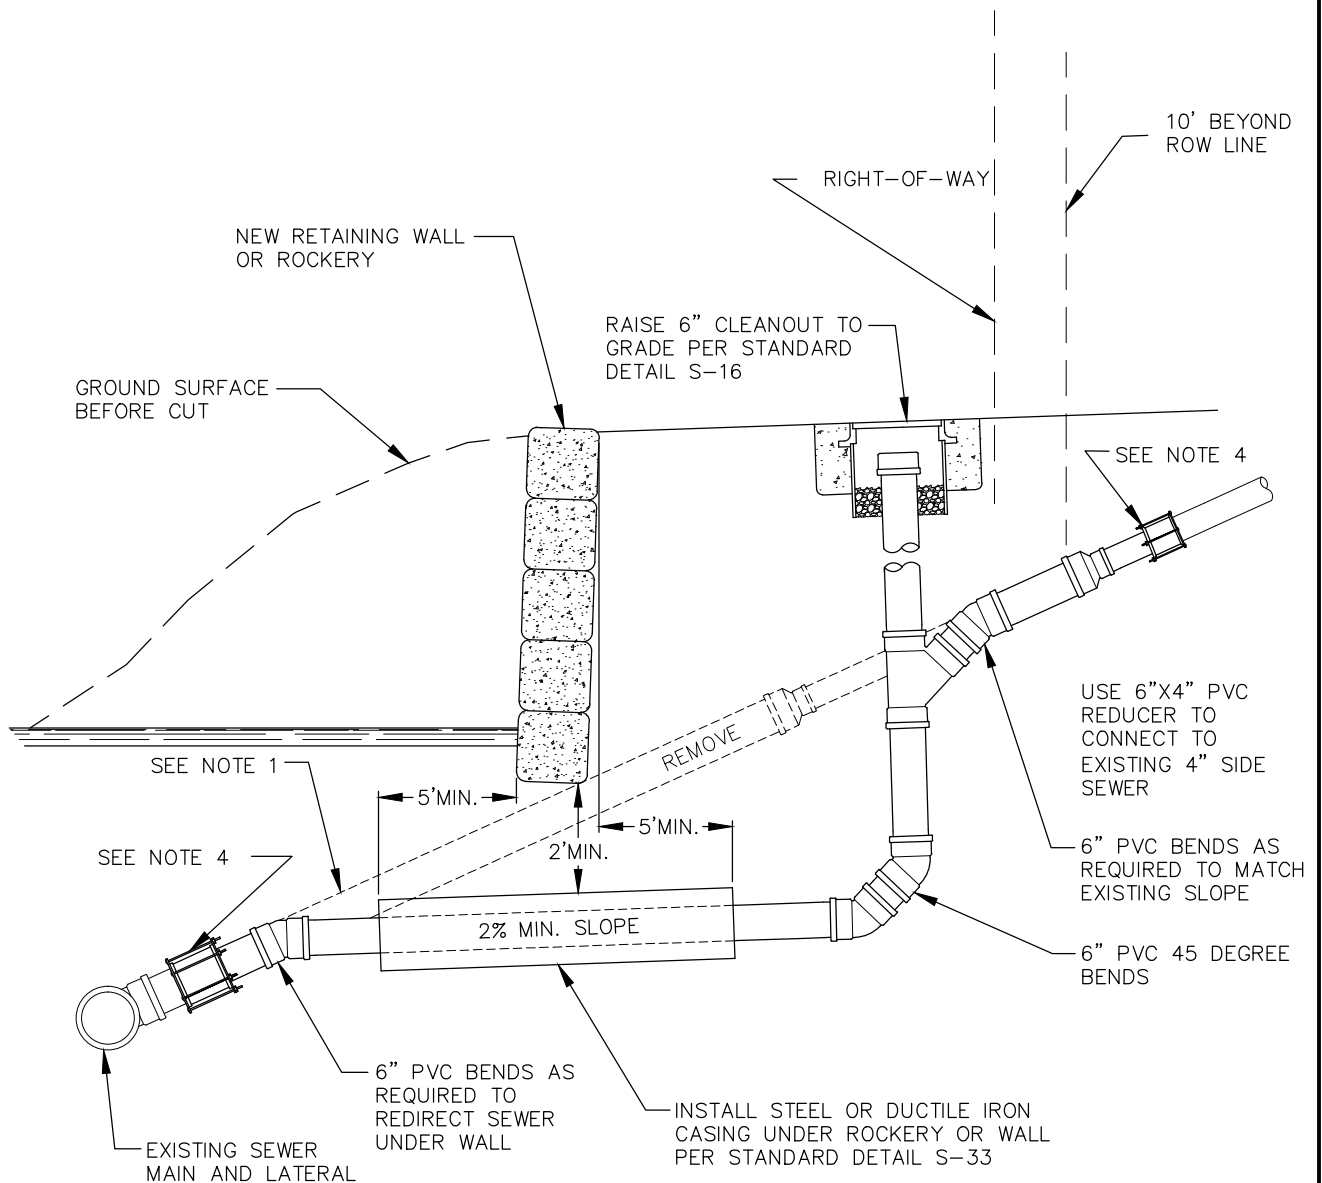 10' BEYOND
ROW LINE
RIGHT-OF-WAY
NEW RETAINING WALL
OR ROCKERY
RAISE 6" CLEANOUT TO
GRADE PER STANDARD
DETAIL S-16
GROUND SURFACE
BEFORE CUT
SEE NOTE 4
USE 6"X4" PVC
REDUCER TO
CONNECT TO
EXISTING 4" SIDE
SEWER
REMOVE
SEE NOTE 1
5'MIN.
5'MIN.
2'MIN.
SEE NOTE 4
6" PVC BENDS AS
REQUIRED TO MATCH
EXISTING SLOPE
2% MIN. SLOPE
6" PVC 45 DEGREE
BENDS
6" PVC BENDS AS
REQUIRED TO
REDIRECT SEWER
UNDER WALL
INSTALL STEEL OR DUCTILE IRON
CASING UNDER ROCKERY OR WALL
PER STANDARD DETAIL S-33
EXISTING SEWER
MAIN AND LATERAL